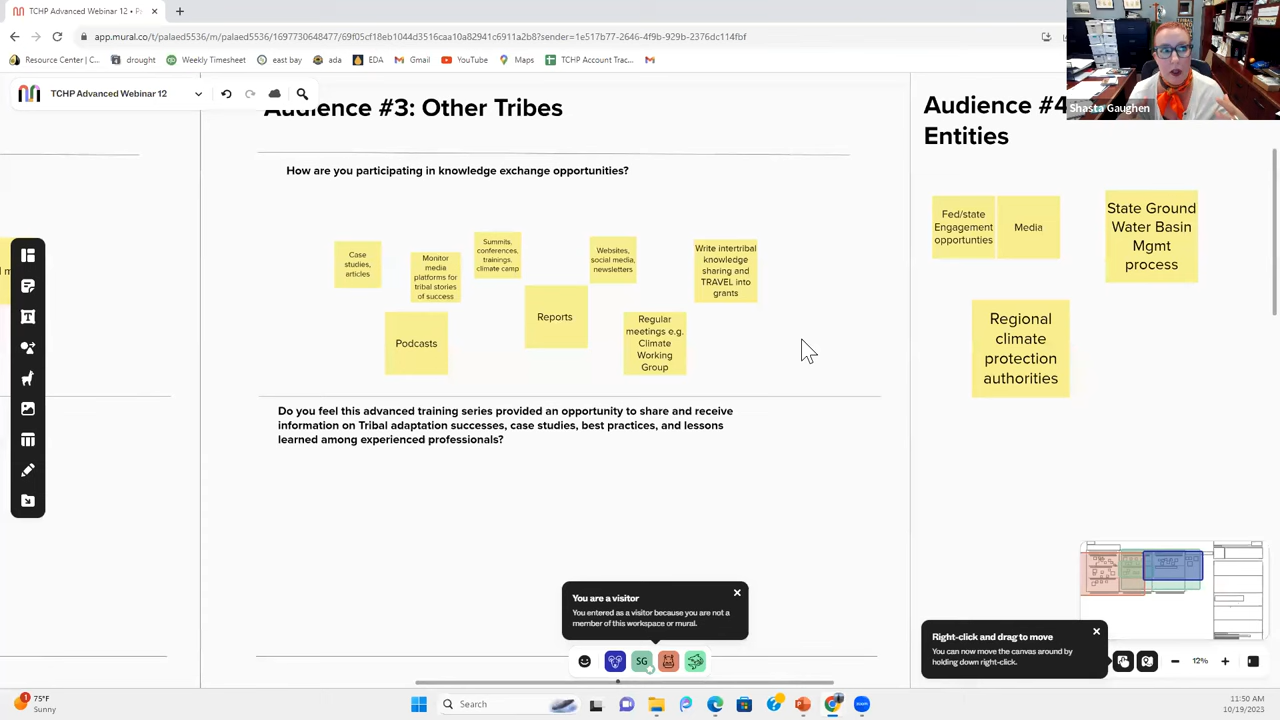 TCHP Advanced Webinar 12 • P
app.mural.co/t/palaed5536/m/palaed5536/1697730648477/
Resource Center | C...
drought
Weekly Timesheet
east bay
ada
EDA
Gmail
YouTube
Maps
TCHP Account Trac...
TCHP Advanced Webinar 12
Audience #3: Other Tribes
How are you participating in knowledge exchange opportunities?
Case
studies,
articles
Monitor
media
platforms for
tribal stories
of success
Summits,
conferences,
trainings,
climate camp
Websites,
social media,
newsletters
Write intertribal
knowledge
sharing and
TRAVEL into
grants
Podcasts
Reports
Regular
meetings e.g.
Climate
Working
Group
Do you feel this advanced training series provided an opportunity to share and receive
information on Tribal adaptation successes, case studies, best practices, and lessons
learned among experienced professionals?
Audience #4
Entities
Fed/state
Engagement
opportunties
Media
State Ground
Water Basin
Mgmt
process
Regional
climate
protection
authorities
Shasta Gaughen
You are a visitor
You entered as a visitor because you are not a
member of this workspace or mural.
SG
Right-click and drag to move
You can now move the canvas around by
holding down right-click.
12%
1
75°F
Sunny
Search
11:50 AM
10/19/2023